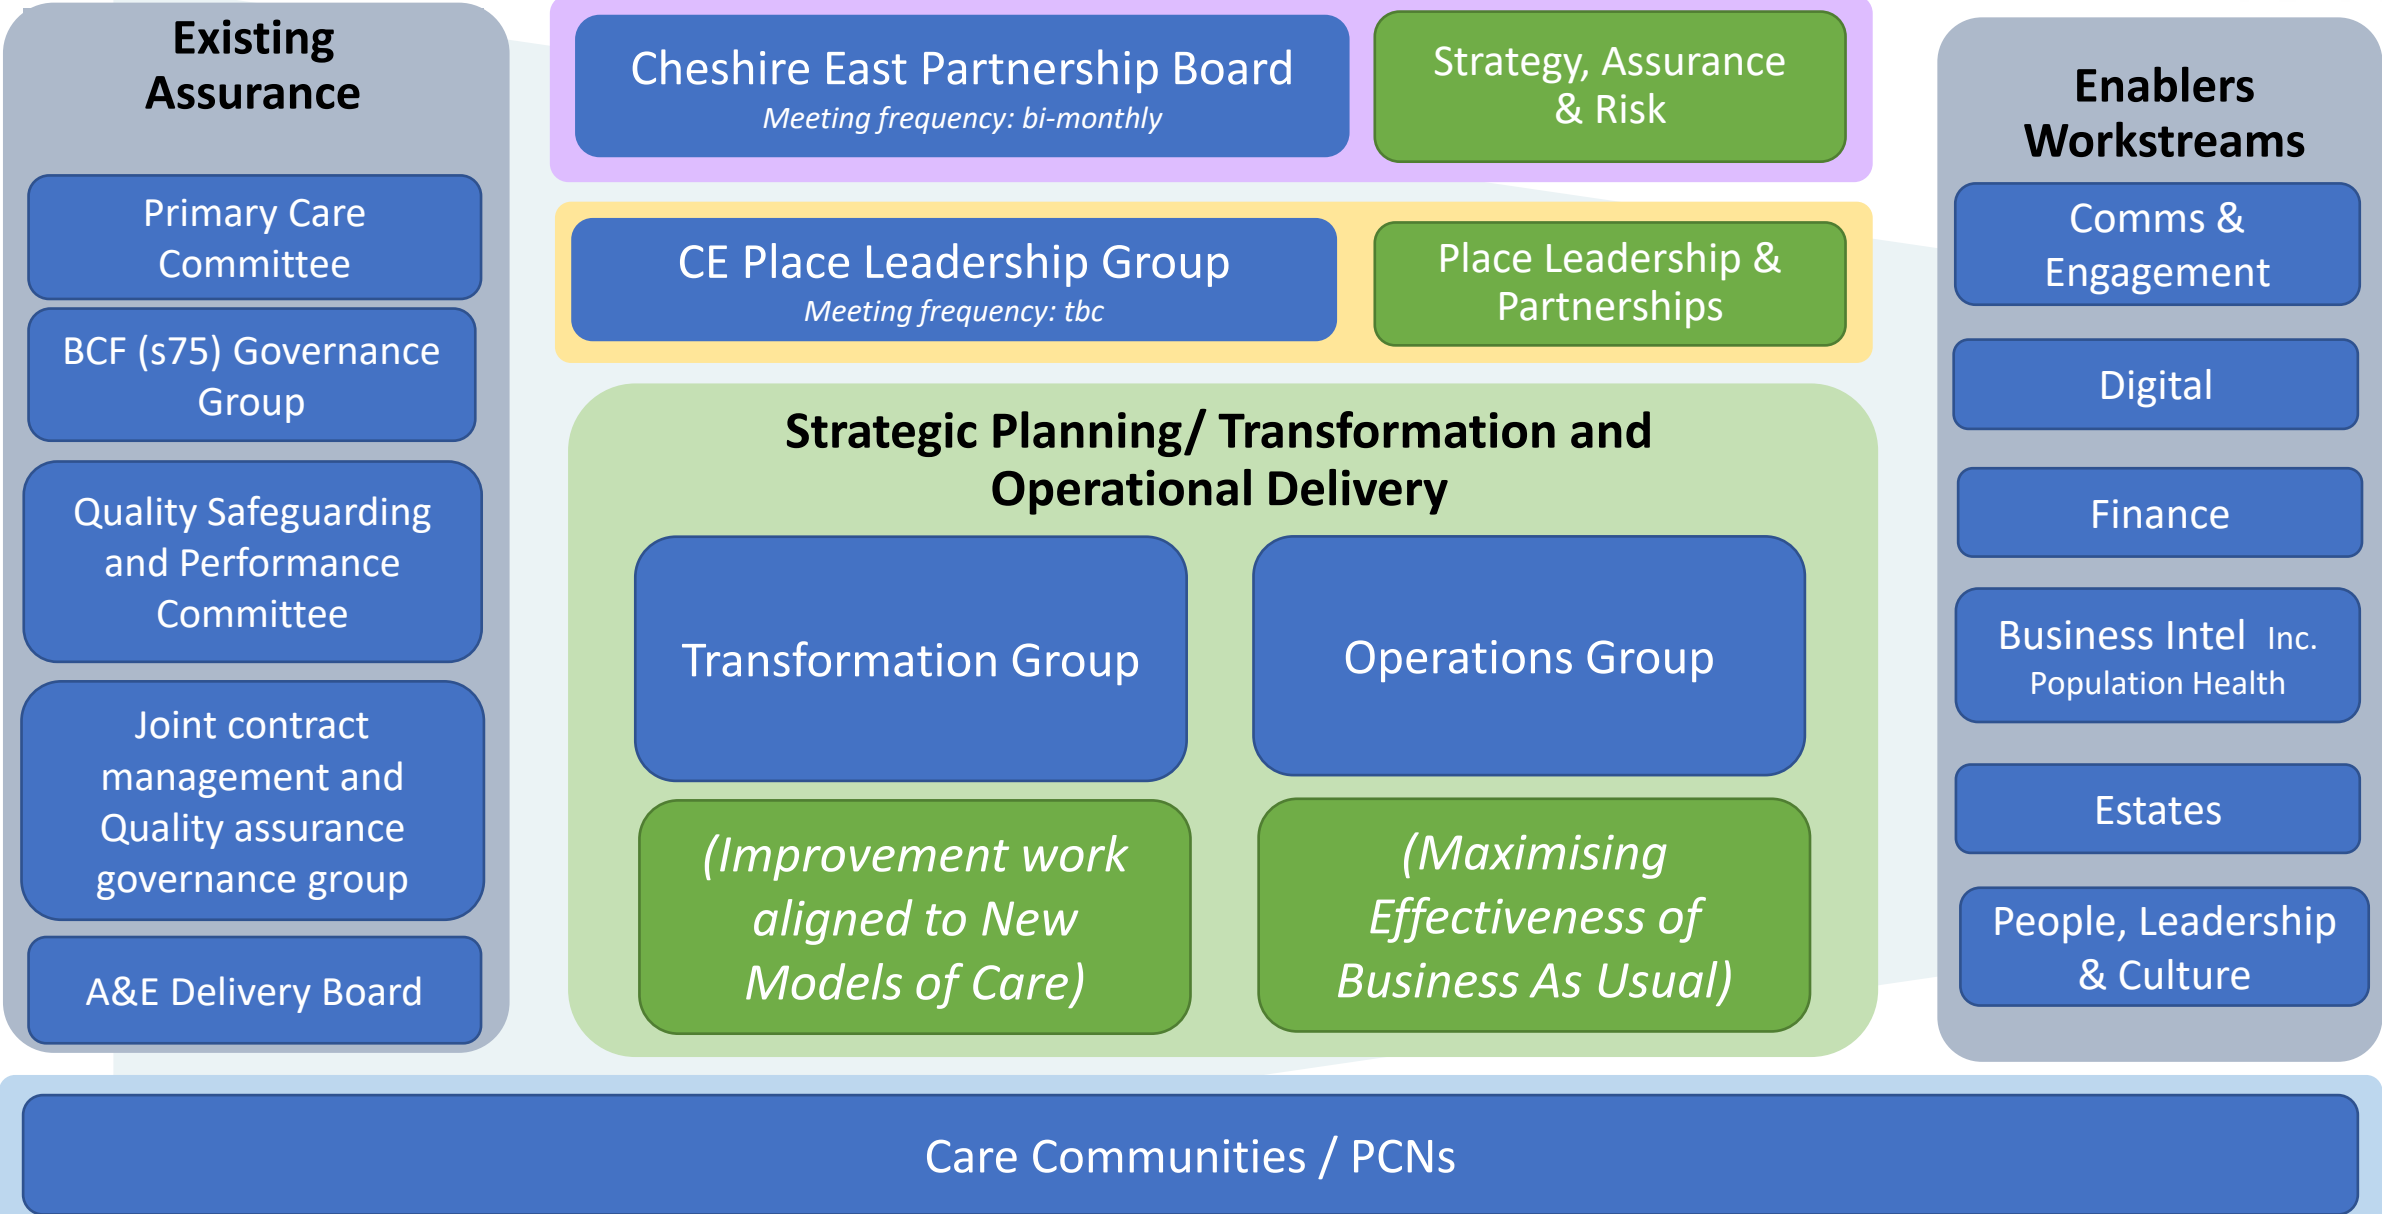 Existing
Assurance
Primary Care
Committee
BCF (s75) Governance
Group
Quality Safeguarding
and Performance
Committee
Joint contract
management and
Quality assurance
governance group
A&E Delivery Board
Cheshire East Partnership Board
Meeting frequency: bi-monthly
Strategy, Assurance
& Risk
CE Place Leadership Group
Meeting frequency: tbc
Place Leadership &
Partnerships
Strategic Planning/ Transformation and
Operational Delivery
Transformation Group
Operations Group
(Improvement work
aligned to New
Models of Care)
(Maximising
Effectiveness of
Business As Usual)
Enablers
Workstreams
Comms &
Engagement
Digital
Finance
Business Intel Inc.
Population Health
Estates
People, Leadership
& Culture
Care Communities / PCNs